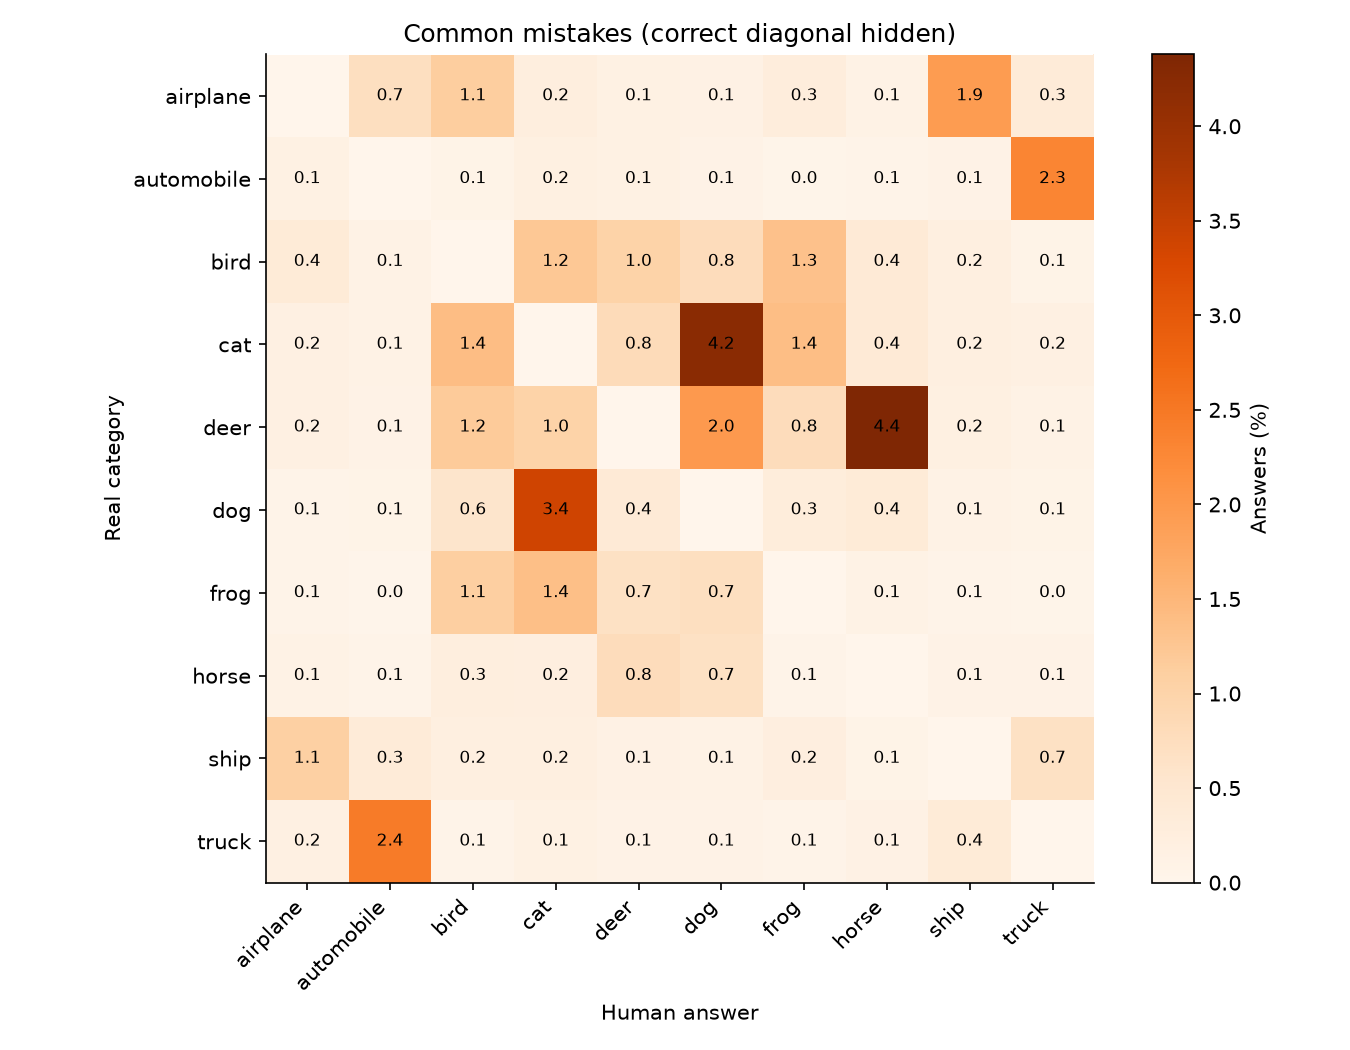 Common mistakes (correct diagonal hidden)
airplane 0.7 1.1 0.2 0.1 0.1 0.3 0.1 1.9 0.3
automobile 0.1 0.1 0.2 0.1 0.1 0.0 0.1 0.1 2.3
bird 0.4 0.1 1.2 1.0 0.8 1.3 0.4 0.2 0.1
cat 0.2 0.1 1.4 0.8 4.2 1.4 0.4 0.2 0.2
deer 0.2 0.1 1.2 1.0 2.0 0.8 4.4 0.2 0.1
dog 0.1 0.1 0.6 3.4 0.4 0.3 0.4 0.1 0.1
frog 0.1 0.0 1.1 1.4 0.7 0.7 0.1 0.1 0.0
horse 0.1 0.1 0.3 0.2 0.8 0.7 0.1 0.1 0.1
ship 1.1 0.3 0.2 0.2 0.1 0.1 0.2 0.1 0.7
truck 0.2 2.4 0.1 0.1 0.1 0.1 0.1 0.1 0.4
airplane automobile bird cat deer dog frog horse ship truck
Human answer
Real category
4.0
3.5
3.0
2.5
2.0
1.5
1.0
0.5
0.0
Answers (%)